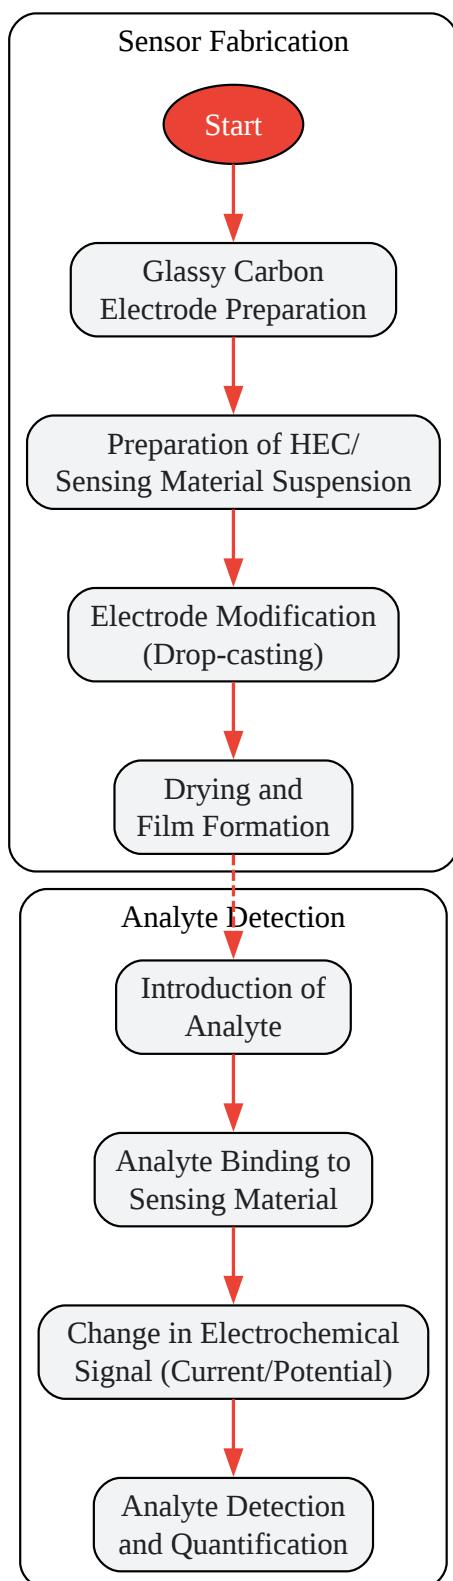 Sensor Fabrication
Start
Glassy Carbon
Electrode Preparation
Preparation of HEC/
Sensing Material Suspension
Electrode Modification
(Drop-casting)
Drying and
Film Formation
Analyte Detection
Introduction of
Analyte
Analyte Binding to
Sensing Material
Change in Electrochemical
Signal (Current/Potential)
Analyte Detection
and Quantification